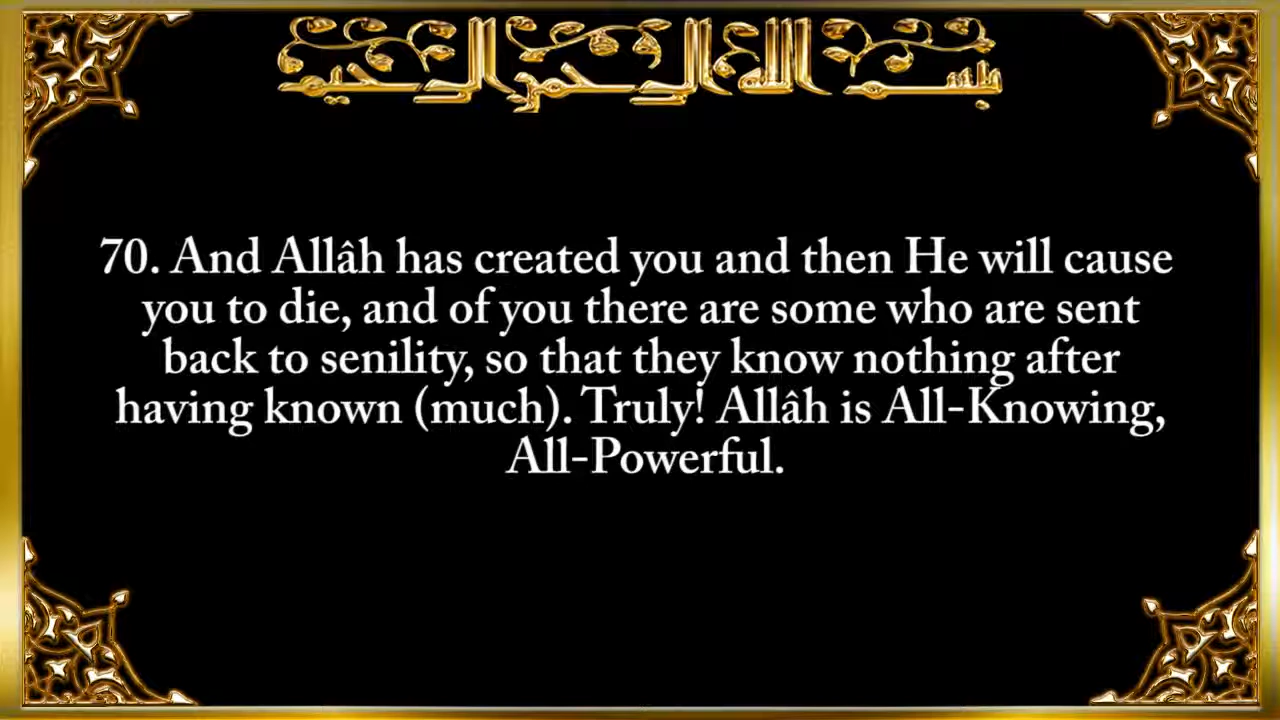 بسم الله الرحمن الرحيم
70. And Allâh has created you and then He will cause
you to die, and of you there are some who are sent
back to senility, so that they know nothing after
having known (much). Truly! Allâh is All-Knowing,
All-Powerful.